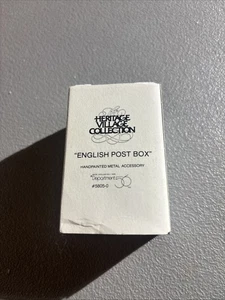 HERITAGE
VILLAGE
COLLECTION
"ENGLISH POST BOX"
HANDPAINTED METAL ACCESSORY
Department 56
#5805-0